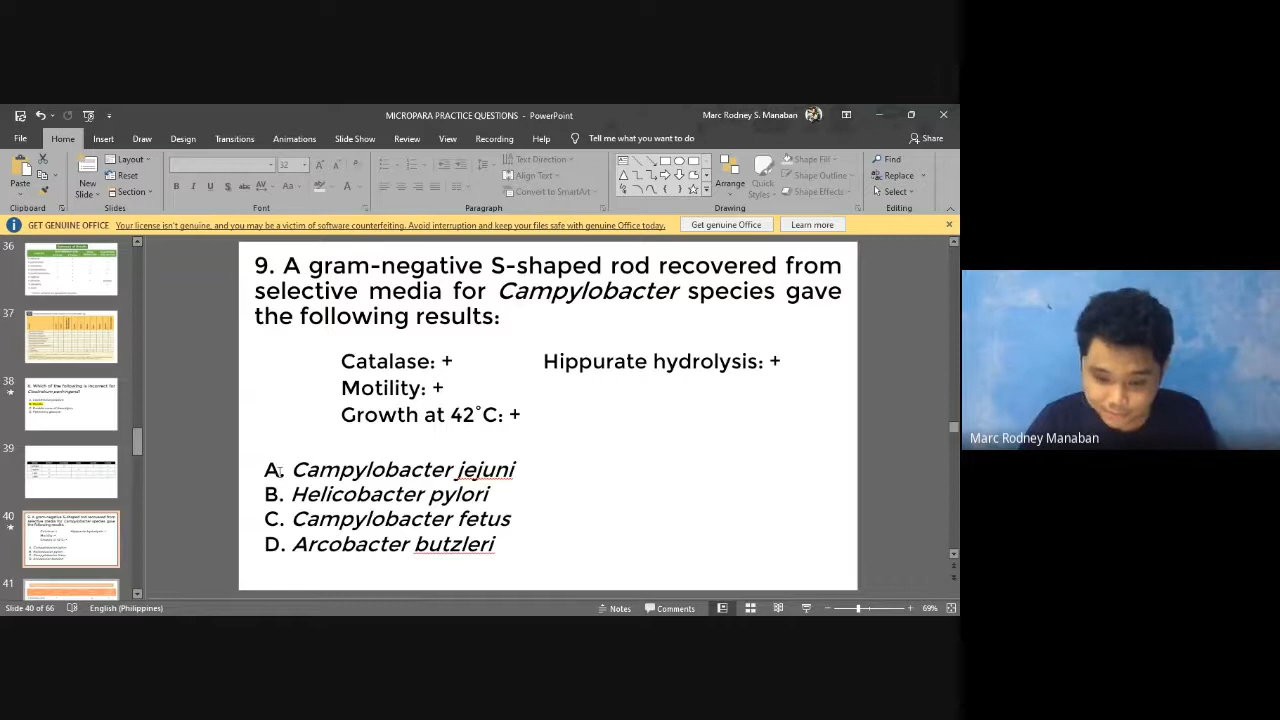 MICROPARA PRACTICE QUESTIONS - PowerPoint
Marc Rodney S. Manaban
File Home Insert Draw Design Transitions Animations Slide Show Review View Recording Help Tell me what you want to do Share
Paste
Clipboard
New Slide
Layout
Reset
Section
Slides
32
B I U S abc AV Aa A
Font
Text Direction
Align Text
Convert to SmartArt
Paragraph
Arrange
Quick Styles
Shape Fill
Shape Outline
Shape Effects
Drawing
Find
Replace
Select
Editing
GET GENUINE OFFICE Your license isn't genuine, and you may be a victim of software counterfeiting. Avoid interruption and keep your files safe with genuine Office today. Get genuine Office Learn more
36
37
38
39
40
41
9. A gram-negative S-shaped rod recovered from
selective media for Campylobacter species gave
the following results:
Catalase: + Hippurate hydrolysis: +
Motility: +
Growth at 42°C: +
A. Campylobacter jejuni
B. Helicobacter pylori
C. Campylobacter fetus
D. Arcobacter butzleri
Marc Rodney Manaban
Slide 40 of 66 English (Philippines) Notes Comments 69%